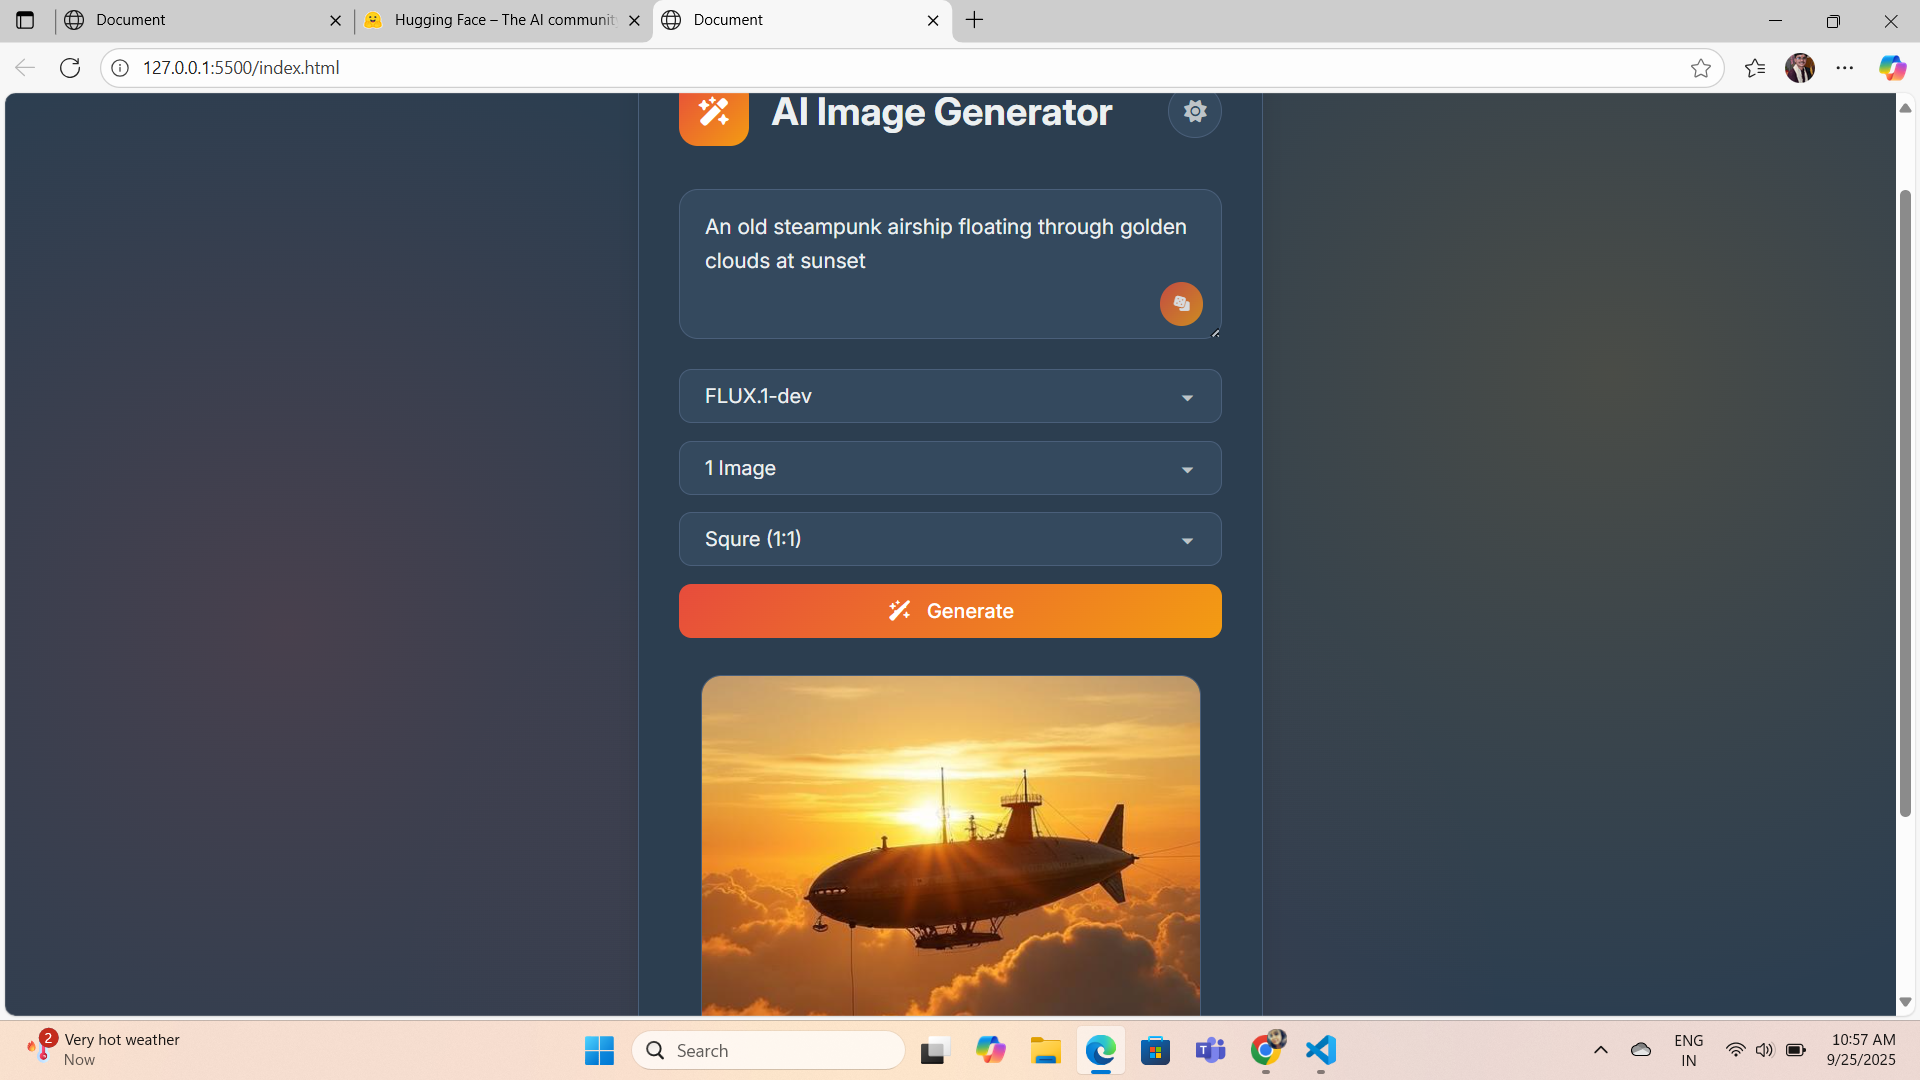 Document
Hugging Face – The AI communit
Document
127.0.0.1:5500/index.html
AI Image Generator
An old steampunk airship floating through golden
clouds at sunset
FLUX.1-dev
1 Image
Squre (1:1)
Generate
2
Very hot weather
Now
Search
ENG
IN
10:57 AM
9/25/2025